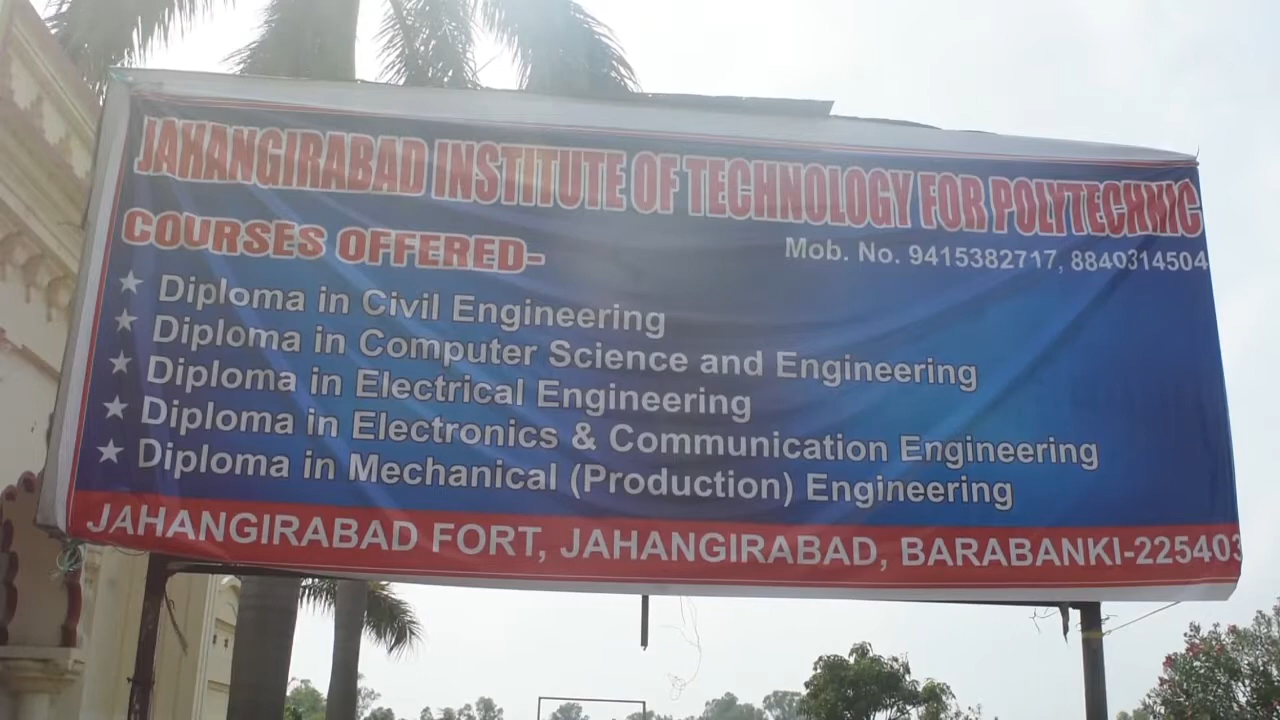 JAHANGIRABAD INSTITUTE OF TECHNOLOGY FOR POLYTECHNIC
COURSES OFFERED-
Mob. No. 9415382717, 8840314504
★ Diploma in Civil Engineering
★ Diploma in Computer Science and Engineering
★ Diploma in Electrical Engineering
★ Diploma in Electronics & Communication Engineering
★ Diploma in Mechanical (Production) Engineering
JAHANGIRABAD FORT, JAHANGIRABAD, BARABANKI-225403